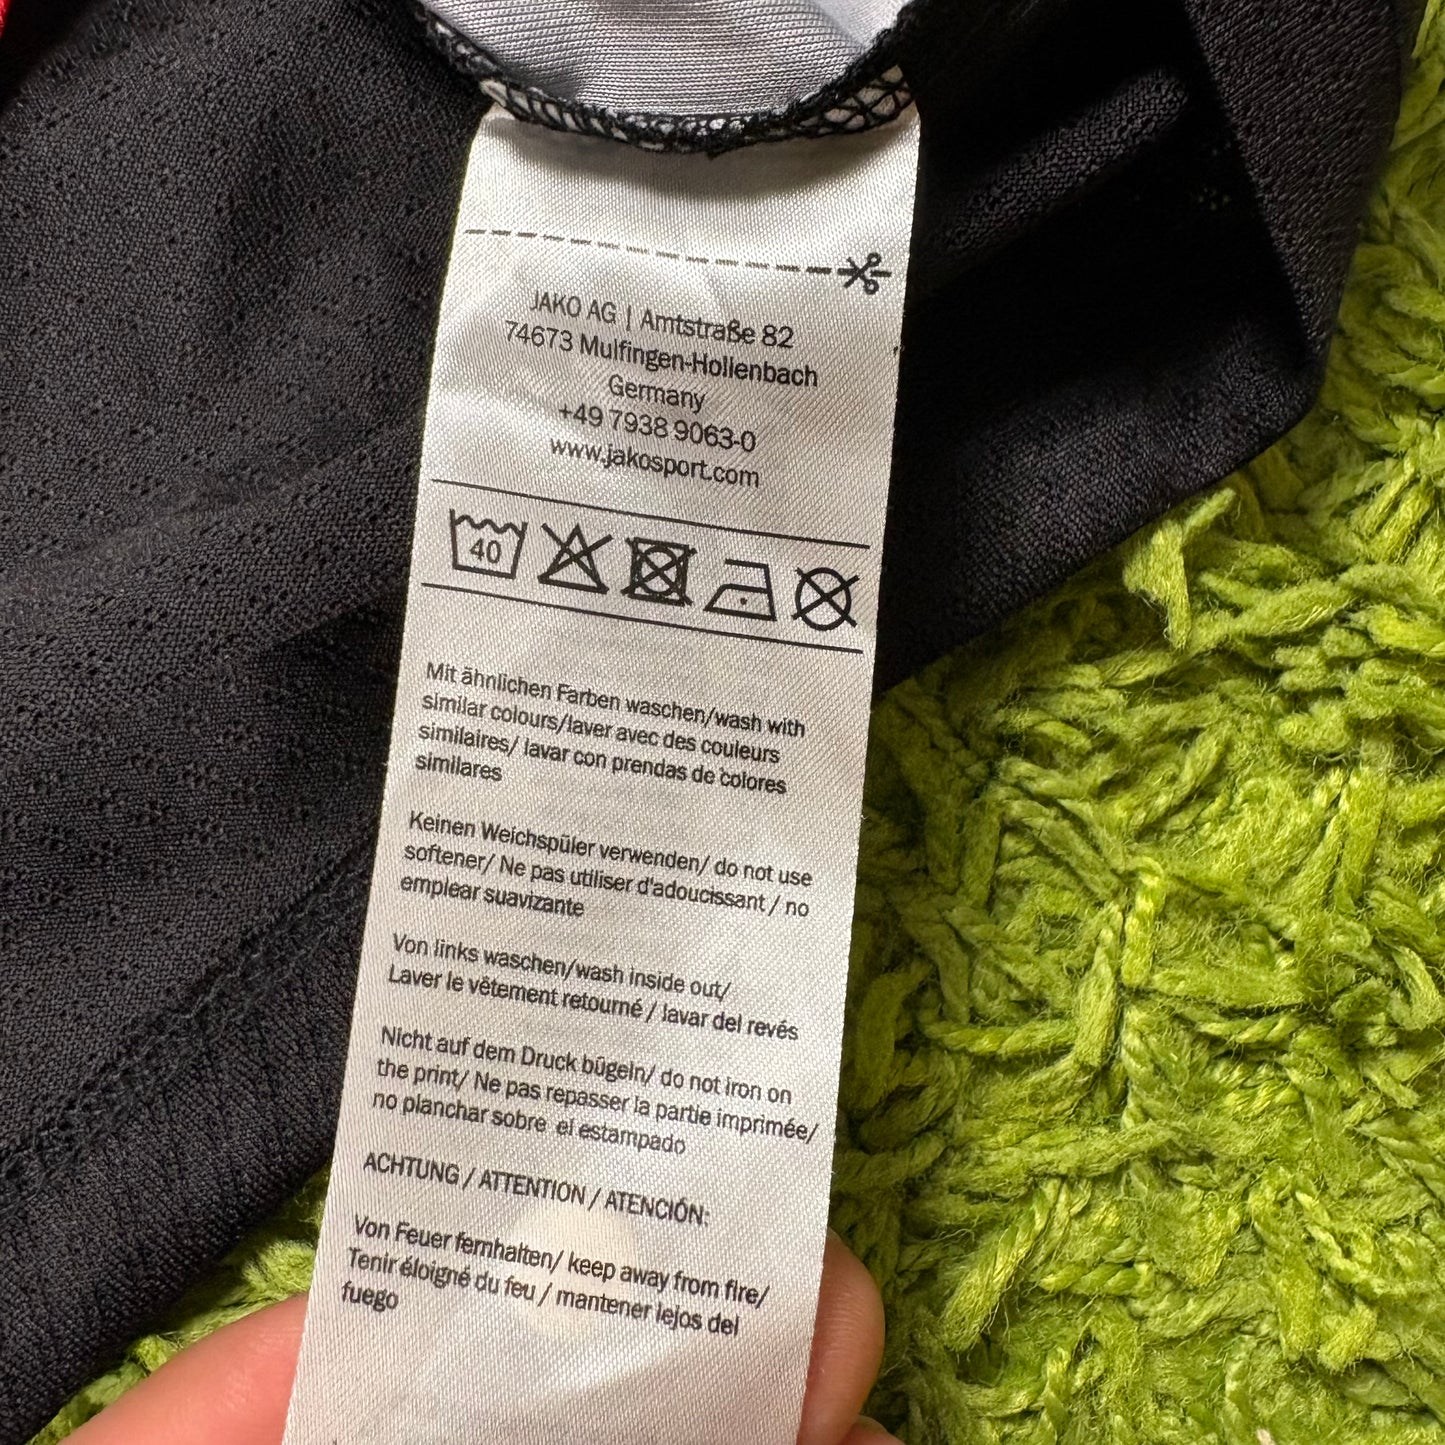 JAKO AG | Amtstraße 82
74673 Mulfingen-Hollenbach
Germany
+49 7938 9063-0
www.jakosport.com
40
Mit ähnlichen Farben waschen/wash with
similar colours/laver avec des couleurs
similaires/ lavar con prendas de colores
similares
Keinen Weichspüler verwenden/ do not use
softener/ Ne pas utiliser d'adoucissant / no
emplear suavizante
Von links waschen/wash inside out/
Laver le vêtement retourné / lavar del revés
Nicht auf dem Druck bügeln/ do not iron on
the print/ Ne pas repasser la partie imprimée/
no planchar sobre el estampado
ACHTUNG / ATTENTION / ATENCIÓN:
Von Feuer fernhalten/ keep away from fire/
Tenir éloigné du feu / mantener lejos del
fuego